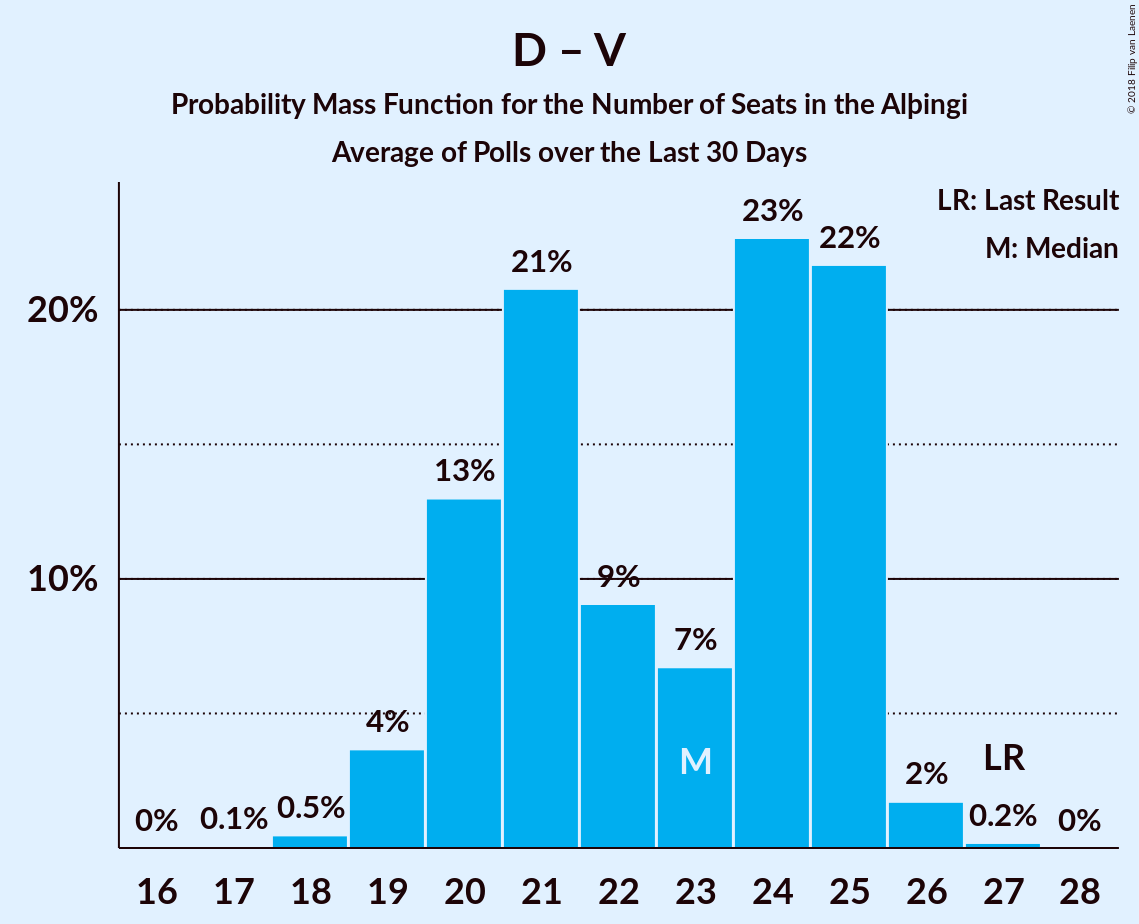 D – V
Probability Mass Function for the Number of Seats in the Alþingi
Average of Polls over the Last 30 Days
© 2018 Filip van Laenen
LR: Last Result
M: Median
20%
10%
0%
0.1%
0.5%
4%
13%
21%
9%
7%
M
23%
22%
2%
LR
0.2%
0%
16 17 18 19 20 21 22 23 24 25 26 27 28